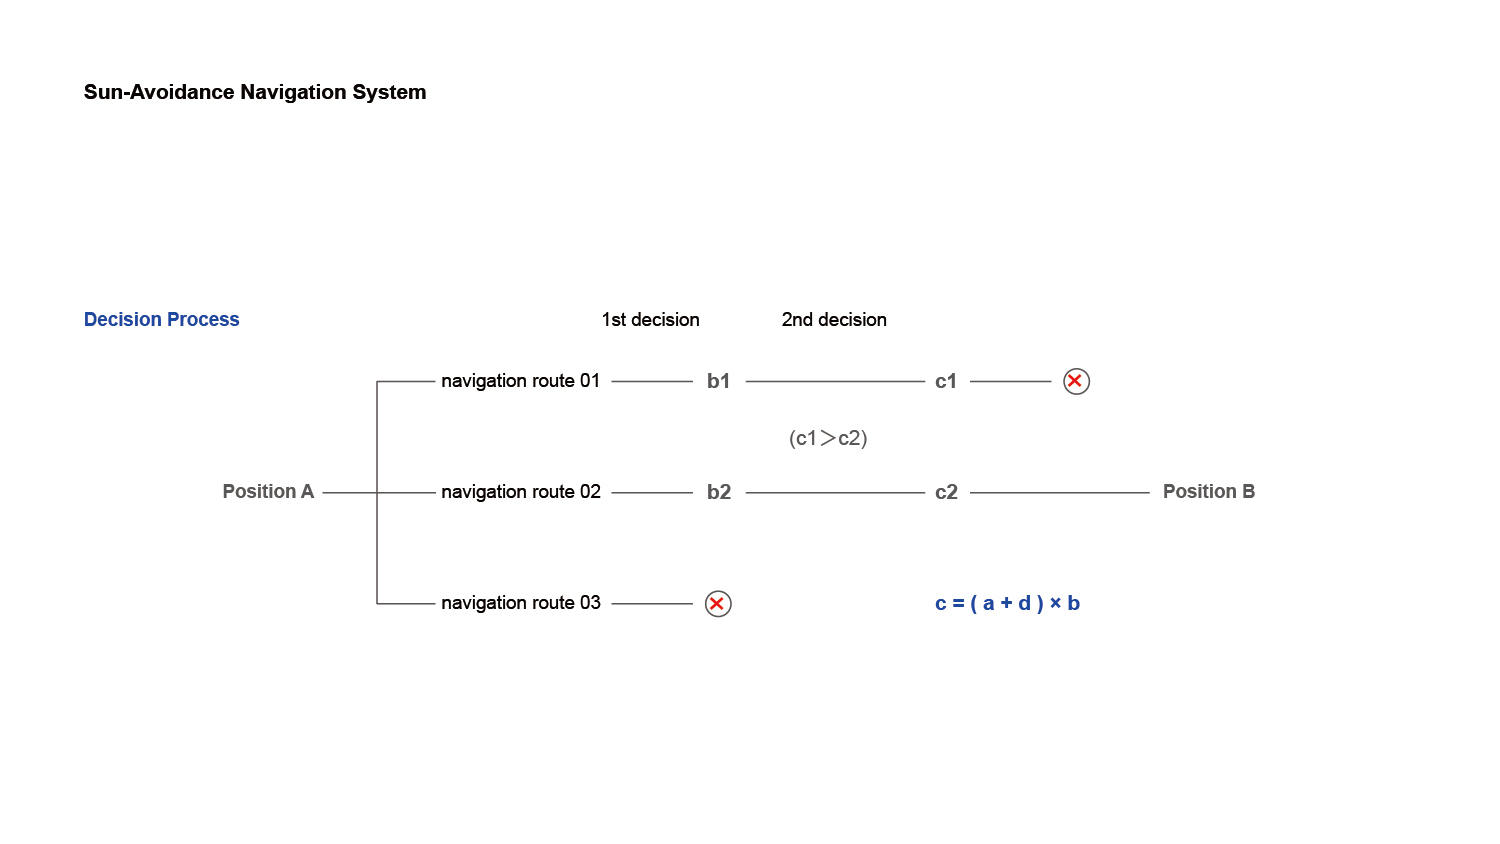 Sun-Avoidance Navigation System
Decision Process
1st decision
2nd decision
navigation route 01
b1
c1
(c1＞c2)
Position A
navigation route 02
b2
c2
Position B
navigation route 03
c = ( a + d ) × b